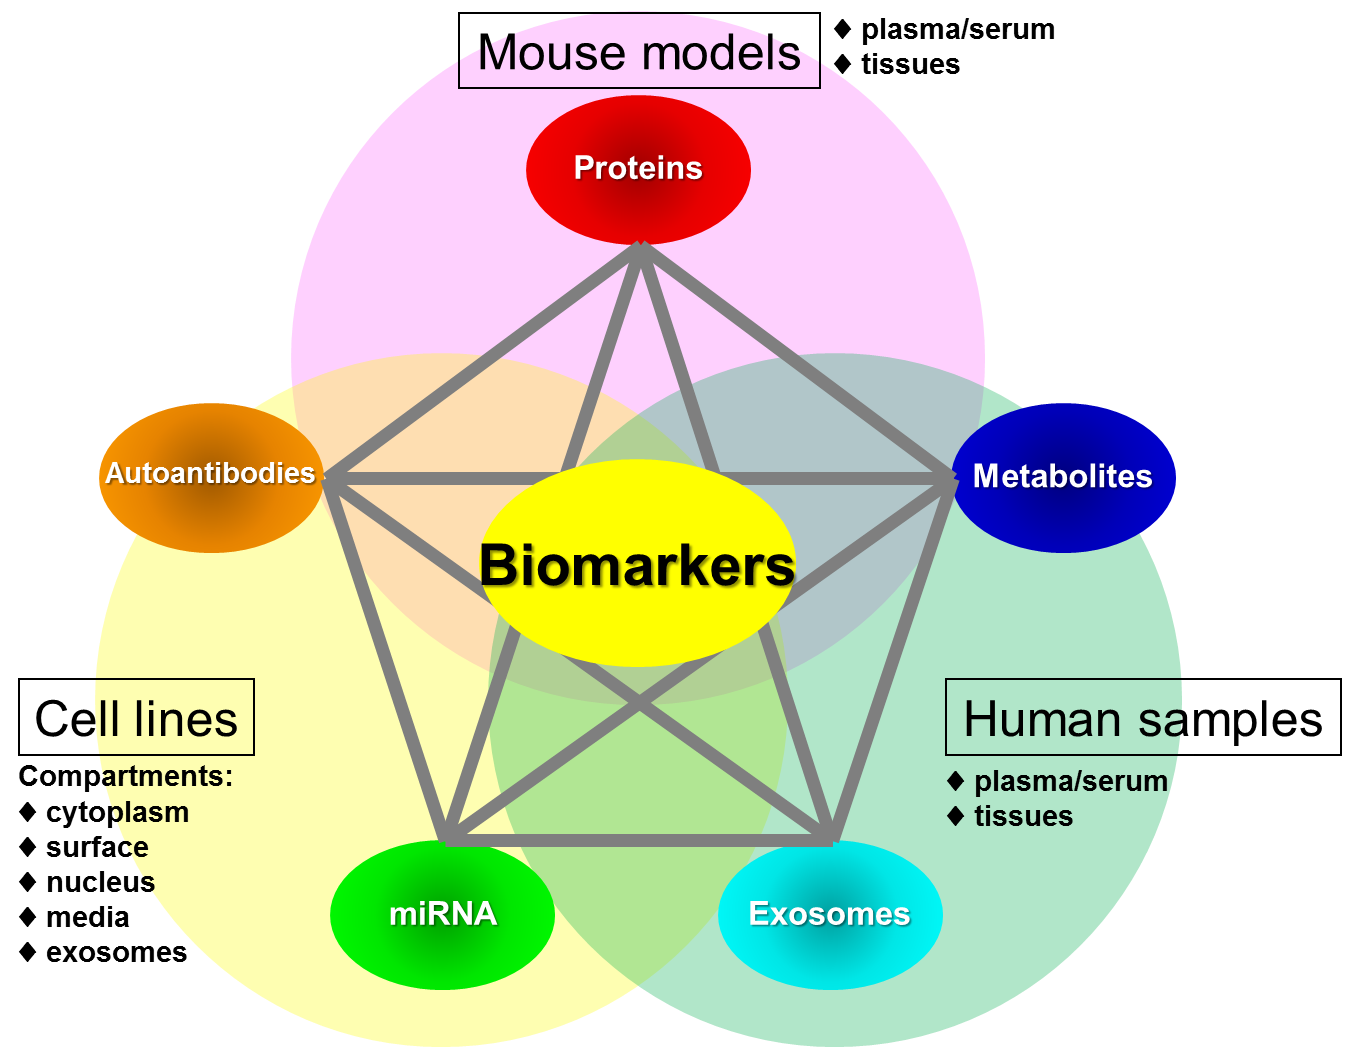 Mouse models
♦ plasma/serum
♦ tissues
Proteins
Autoantibodies
Metabolites
Biomarkers
Cell lines
Compartments:
♦ cytoplasm
♦ surface
♦ nucleus
♦ media
♦ exosomes
Human samples
♦ plasma/serum
♦ tissues
miRNA
Exosomes